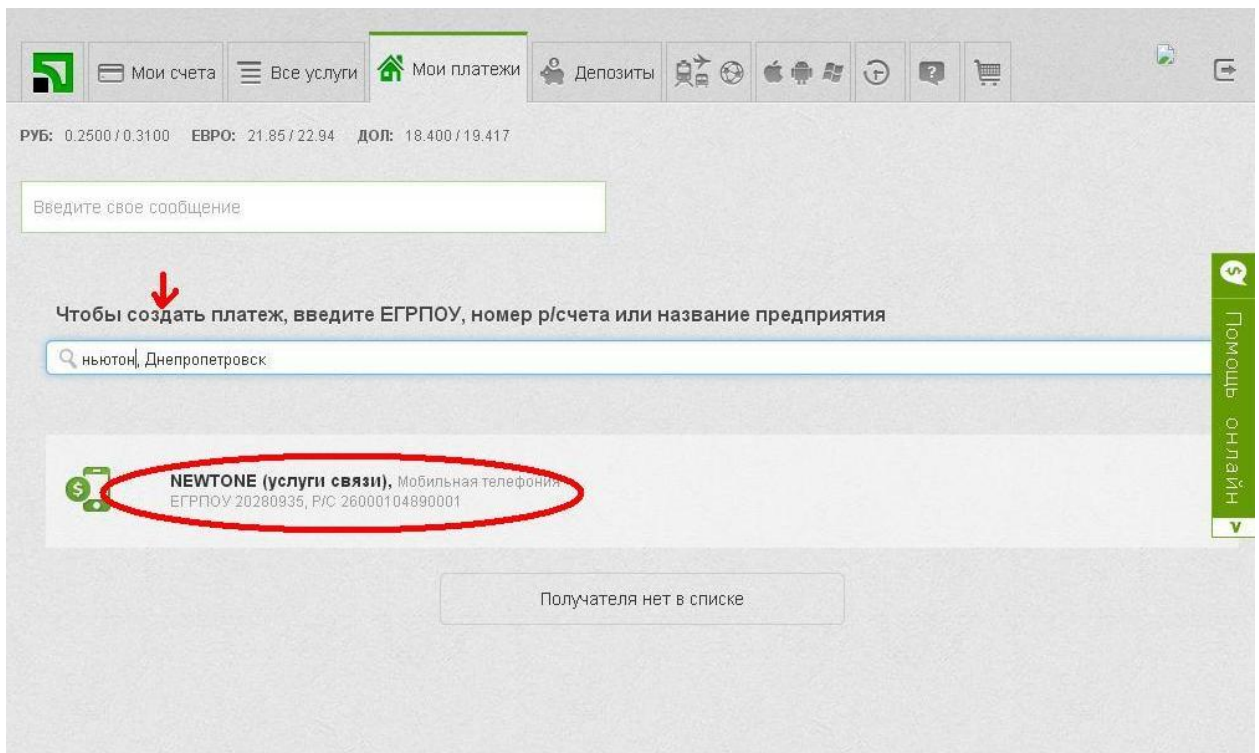 Мои счета Все услуги Мои платежи Депозиты
РУБ: 0.2500 / 0.3100 ЕВРО: 21.85 / 22.94 ДОЛ: 18.400 / 19.417
Введите свое сообщение
Чтобы создать платеж, введите ЕГРПОУ, номер р/счета или название предприятия
ньютон, Днепропетровск
NEWTONE (услуги связи), Мобильная телефония
ЕГРПОУ 20280935, Р/С 26000104890001
Получателя нет в списке
Помощь онлайн